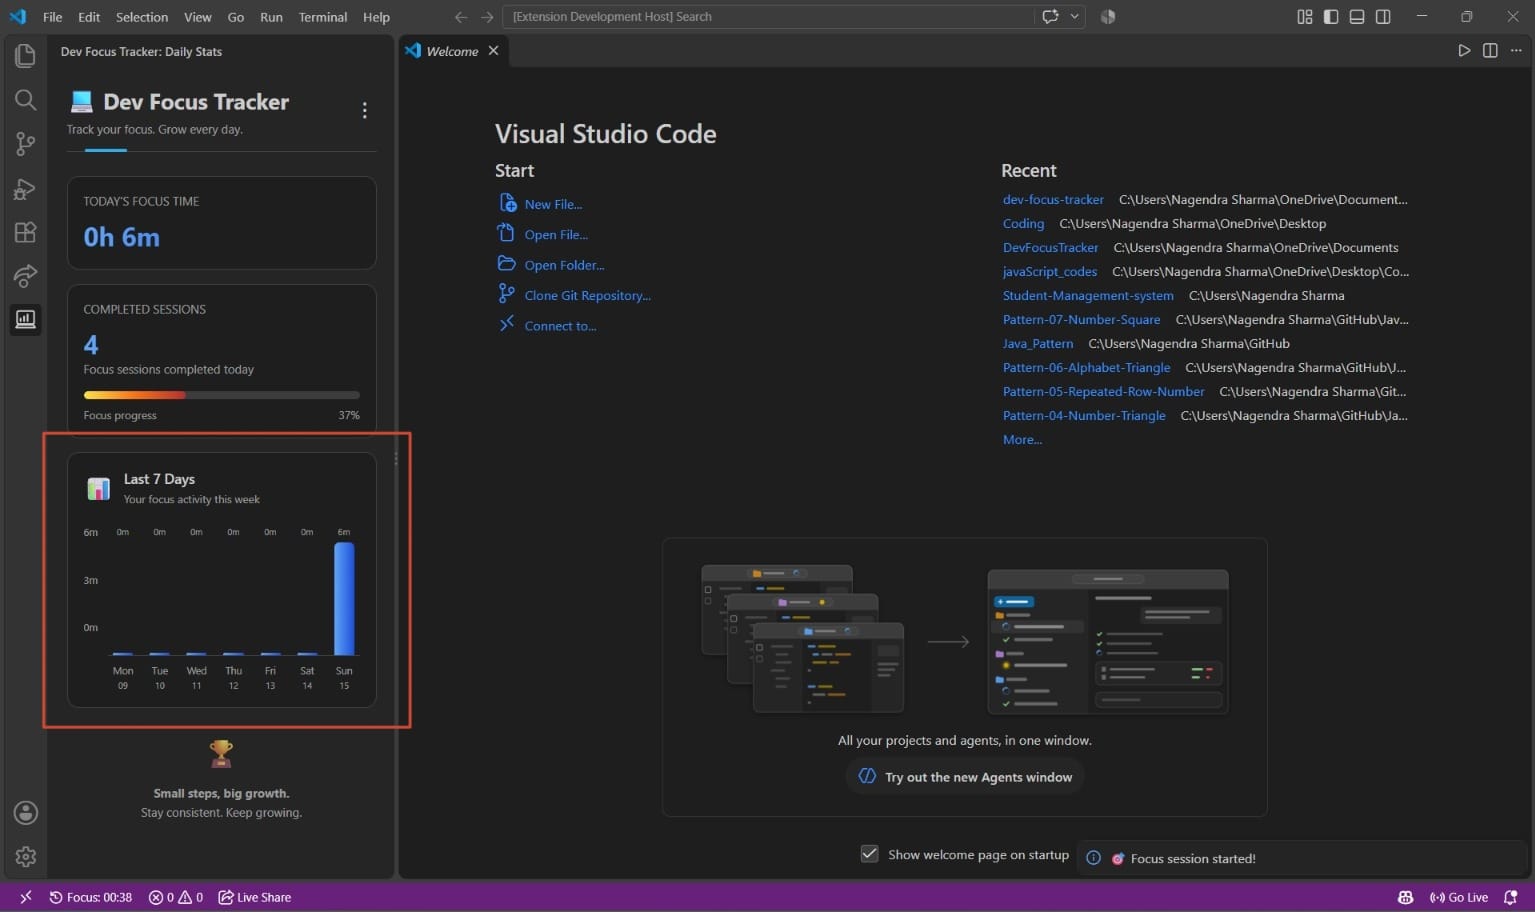 File Edit Selection View Go Run Terminal Help
[Extension Development Host] Search
Dev Focus Tracker: Daily Stats
Welcome
Dev Focus Tracker
Track your focus. Grow every day.
TODAY'S FOCUS TIME
0h 6m
COMPLETED SESSIONS
4
Focus sessions completed today
Focus progress 37%
Last 7 Days
Your focus activity this week
6m 0m 0m 0m 0m 0m 0m 6m
3m
0m
Mon Tue Wed Thu Fri Sat Sun
09 10 11 12 13 14 15
Small steps, big growth.
Stay consistent. Keep growing.
Visual Studio Code
Start
New File...
Open File...
Open Folder...
Clone Git Repository...
Connect to...
Recent
dev-focus-tracker C:\Users\Nagendra Sharma\OneDrive\Document...
Coding C:\Users\Nagendra Sharma\OneDrive\Desktop
DevFocusTracker C:\Users\Nagendra Sharma\OneDrive\Documents
javaScript_codes C:\Users\Nagendra Sharma\OneDrive\Desktop\Co...
Student-Management-system C:\Users\Nagendra Sharma
Pattern-07-Number-Square C:\Users\Nagendra Sharma\GitHub\Jav...
Java_Pattern C:\Users\Nagendra Sharma\GitHub
Pattern-06-Alphabet-Triangle C:\Users\Nagendra Sharma\GitHub\J...
Pattern-05-Repeated-Row-Number C:\Users\Nagendra Sharma\Git...
Pattern-04-Number-Triangle C:\Users\Nagendra Sharma\GitHub\Ja...
More...
All your projects and agents, in one window.
Try out the new Agents window
Show welcome page on startup
Focus session started!
Focus: 00:38 0 0 Live Share Go Live